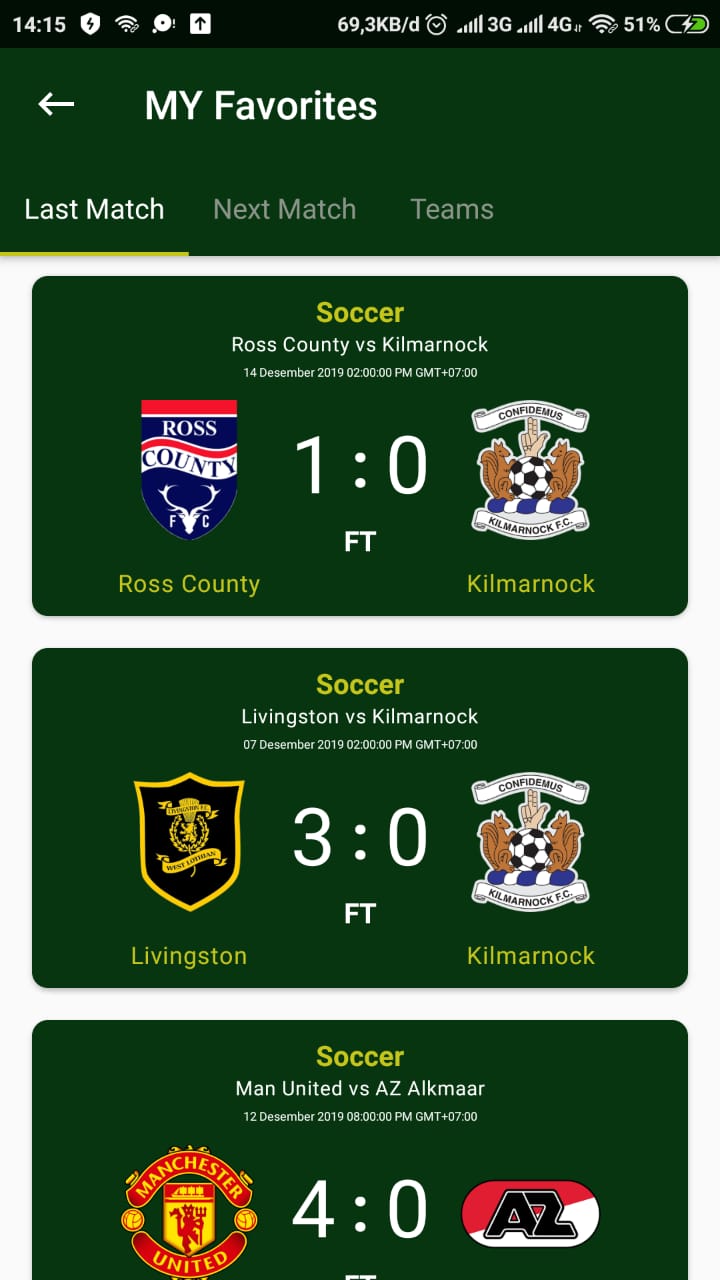 14:15 69,3KB/d 3G 4G 51%
MY Favorites
Last Match Next Match Teams
Soccer
Ross County vs Kilmarnock
14 Desember 2019 02:00:00 PM GMT+07:00
ROSS
COUNTY
F C
1 : 0
CONFIDEMUS
KILMARNOCK F.C.
FT
Ross County Kilmarnock
Soccer
Livingston vs Kilmarnock
07 Desember 2019 02:00:00 PM GMT+07:00
LIVINGSTON F.C.
WEST LOTHIAN
3 : 0
CONFIDEMUS
KILMARNOCK F.C.
FT
Livingston Kilmarnock
Soccer
Man United vs AZ Alkmaar
12 Desember 2019 08:00:00 PM GMT+07:00
MANCHESTER
UNITED
4 : 0
AZ
FT